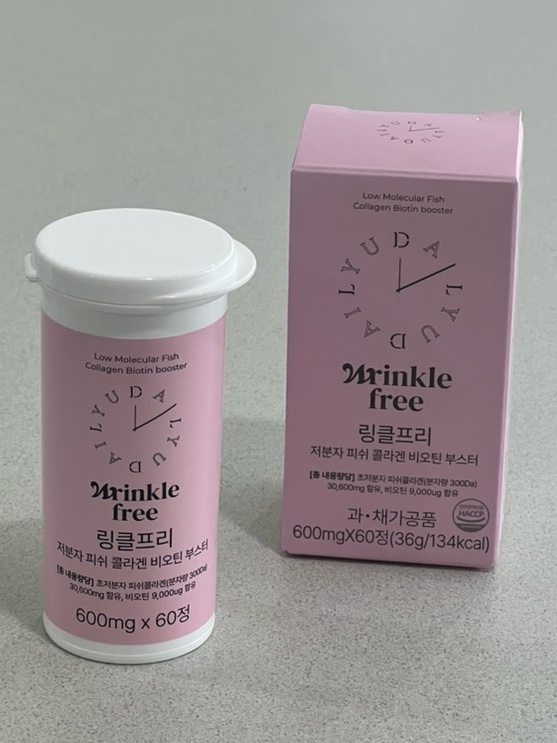 Low Molecular Fish
Collagen Biotin booster
DAILYUDAILYU
Wrinkle
free
링클프리
저분자 피쉬 콜라겐 비오틴 부스터
[총 내용량당] 초저분자 피쉬콜라겐(분자량 300Da)
30,600mg 함유, 비오틴 9,000ug 함유
과·채가공품
HACCP
600mgX60정(36g/134kcal)
Low Molecular Fish
Collagen Biotin booster
DAILYUDAILYU
Wrinkle
free
링클프리
저분자 피쉬 콜라겐 비오틴 부스터
[총 내용량당] 초저분자 피쉬콜라겐(분자량 300Da)
30,600mg 함유, 비오틴 9,000ug 함유
600mg x 60정